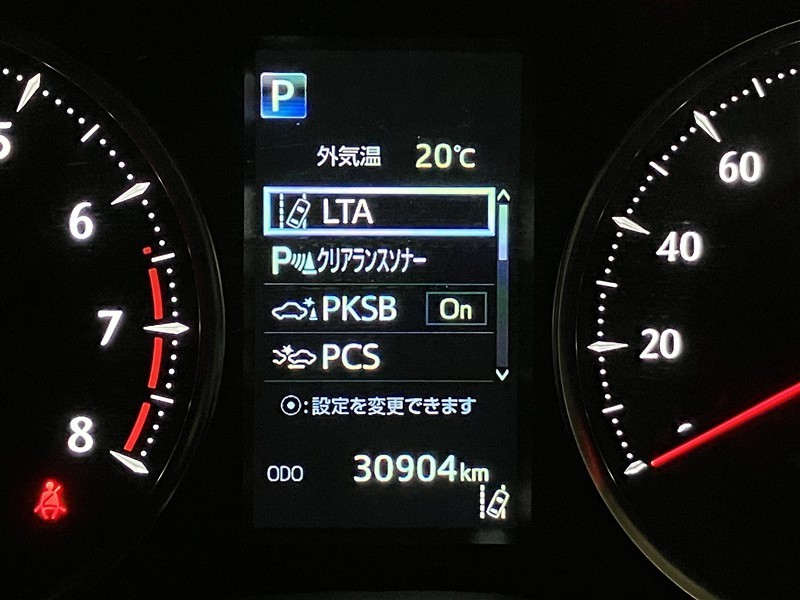 5
6
7
8
P
外気温 20℃
LTA
Pクリアランスソナー
PKSB On
PCS
⦿:設定を変更できます
ODO 30904km
60
40
20